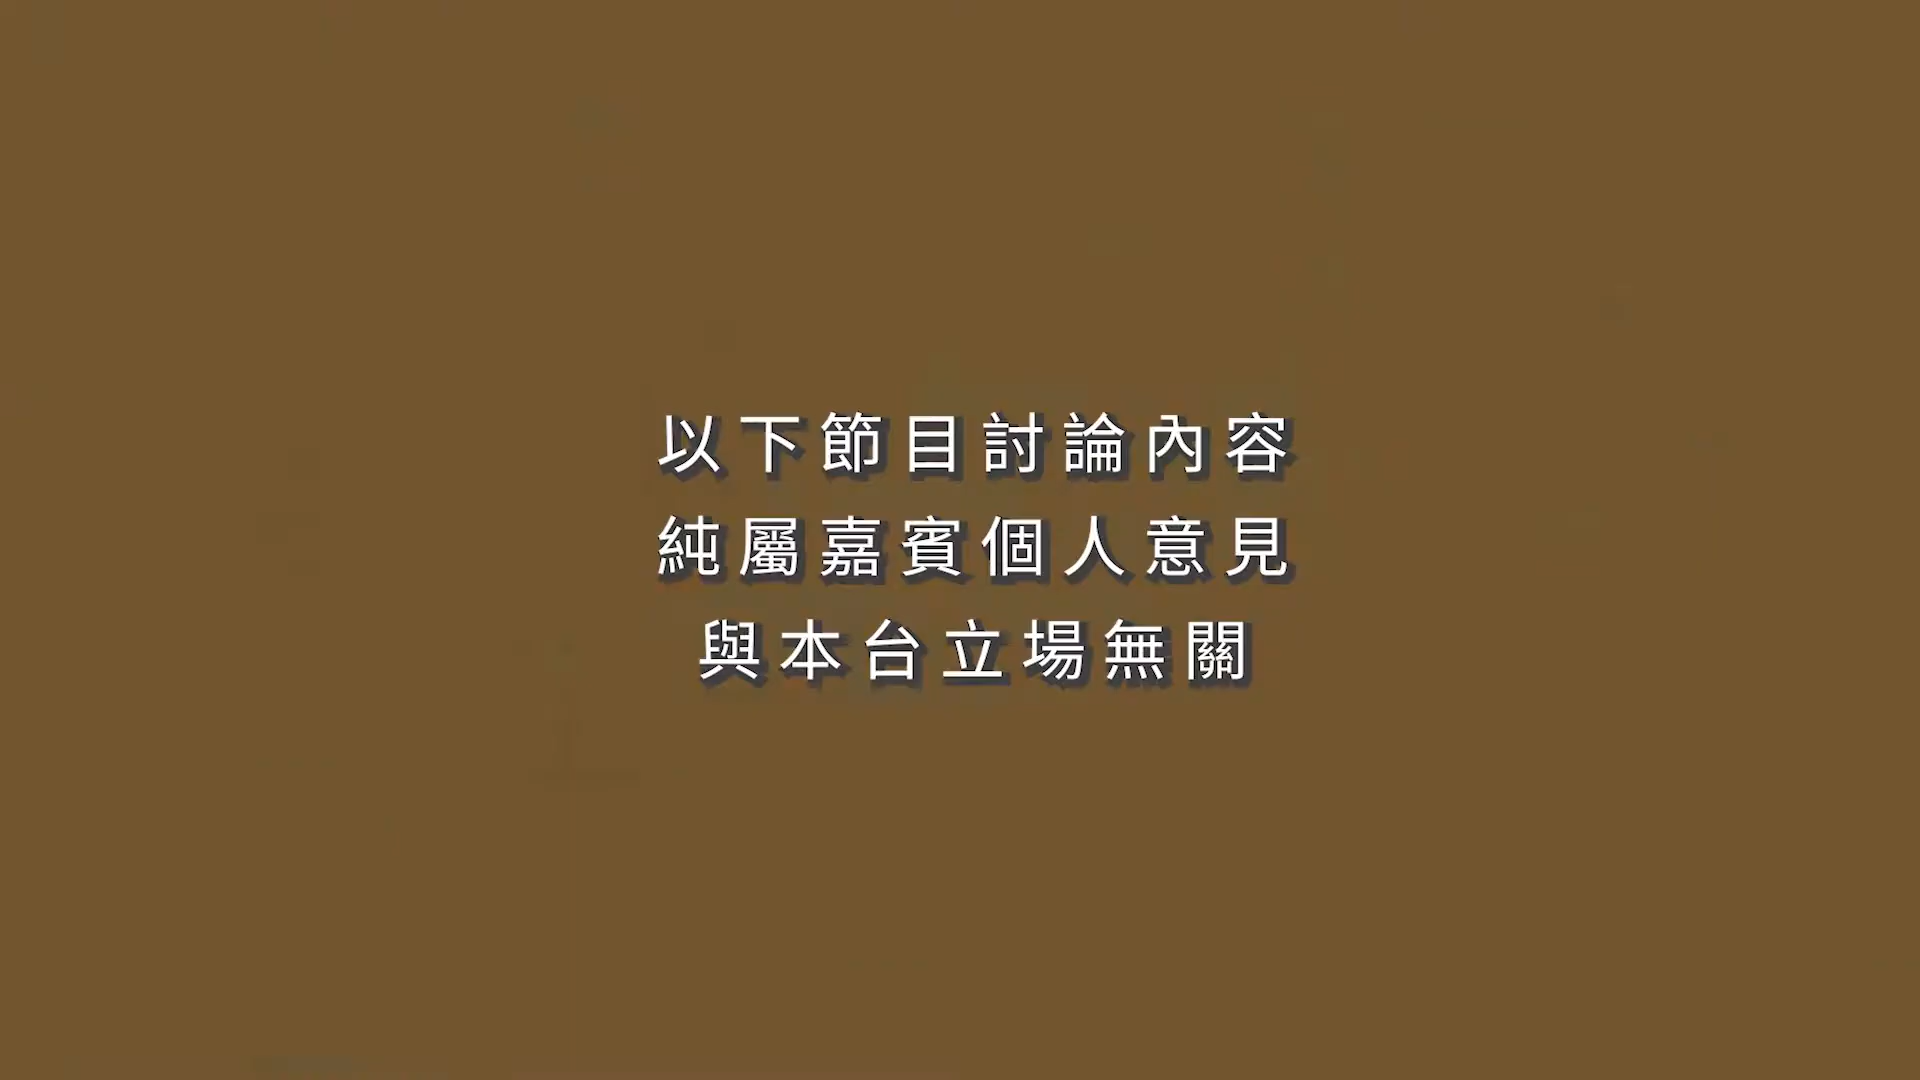 以下節目討論內容
純屬嘉賓個人意見
與本台立場無關